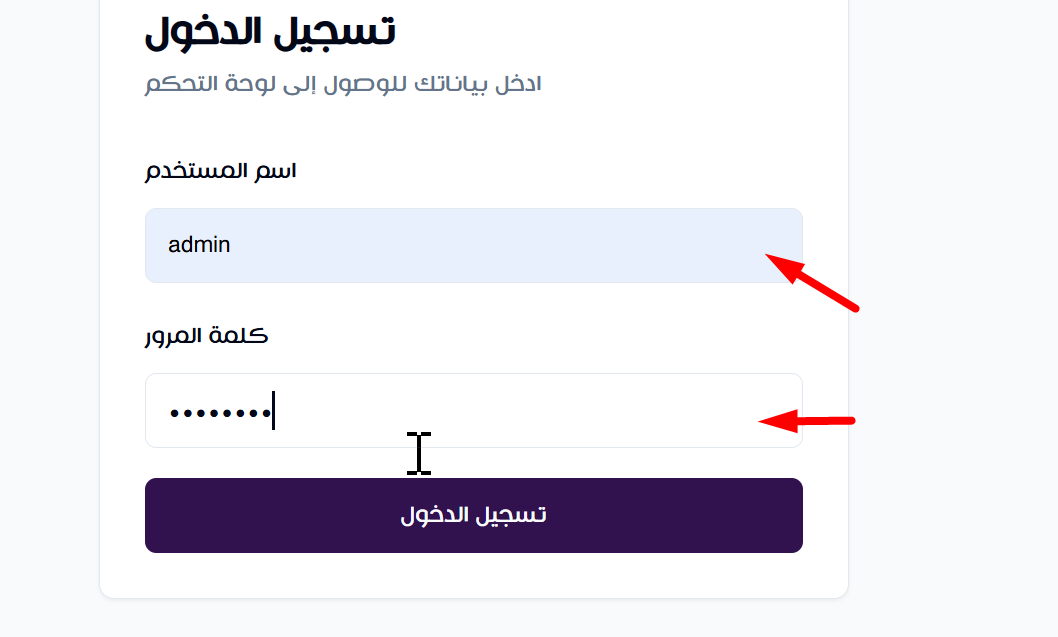 تسجيل الدخول
ادخل بياناتك للوصول إلى لوحة التحكم
اسم المستخدم
admin
كلمة المرور
••••••••
تسجيل الدخول